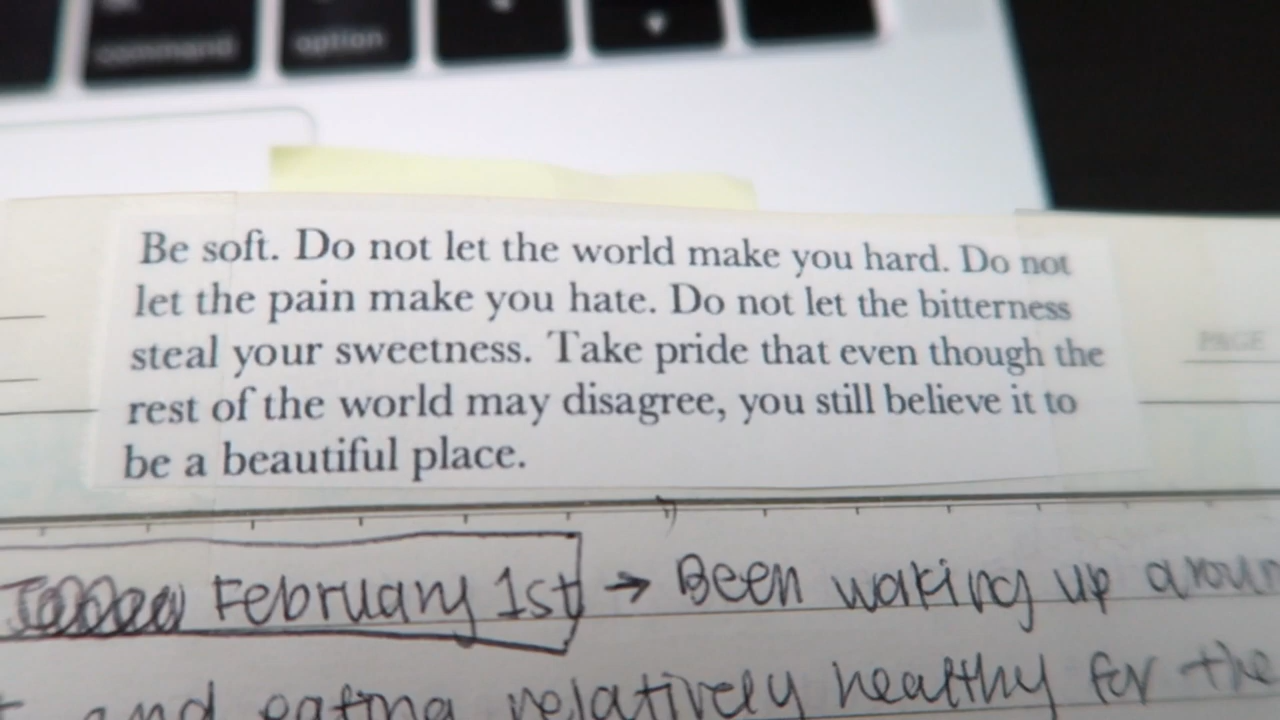 command option
Be soft. Do not let the world make you hard. Do not
let the pain make you hate. Do not let the bitterness
steal your sweetness. Take pride that even though the
rest of the world may disagree, you still believe it to
be a beautiful place.
PAGE
February 1st → Been waking up
and eating relatively healthy for the